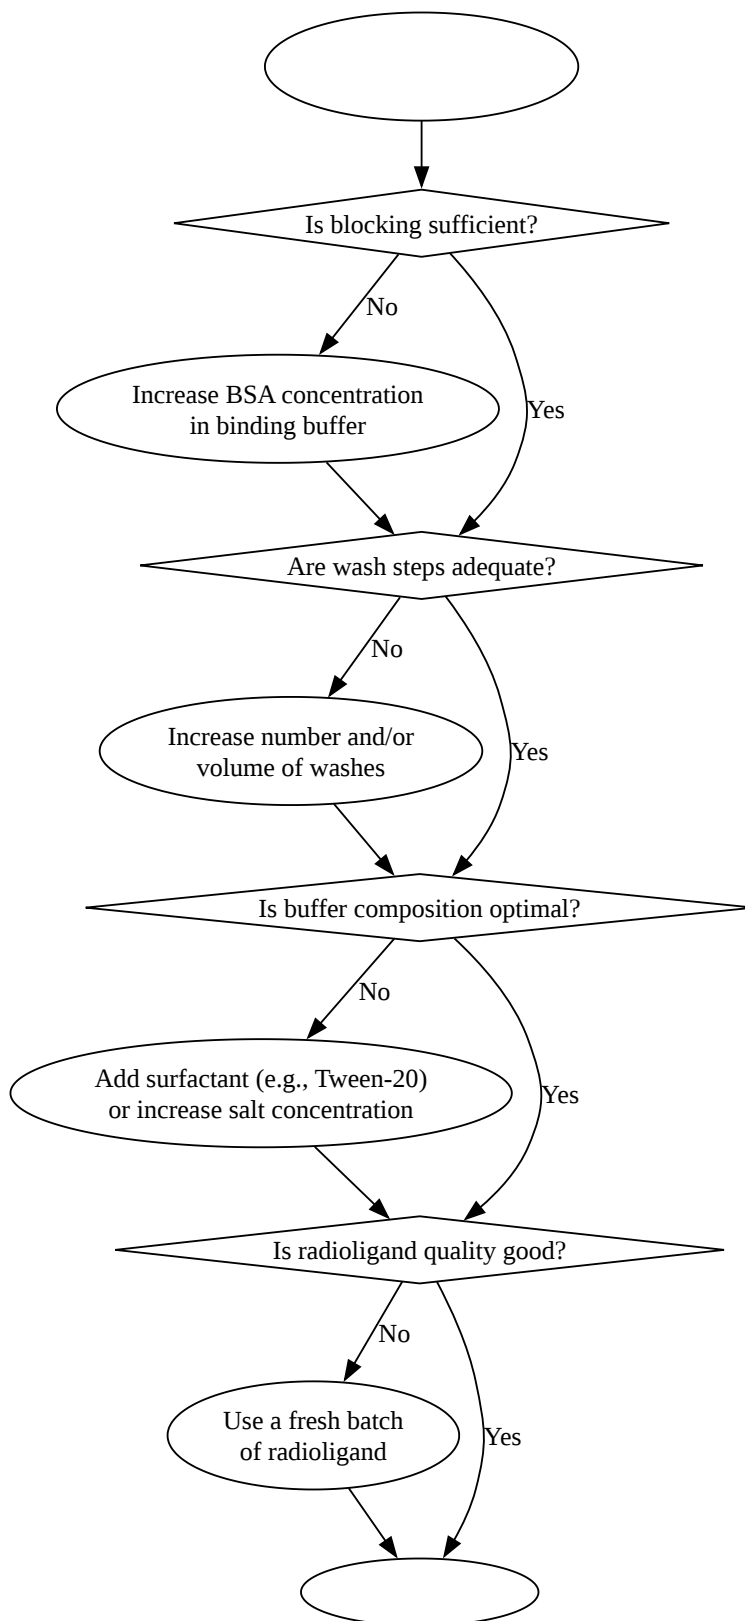 Is blocking sufficient?
No
Increase BSA concentration
in binding buffer
Yes
Are wash steps adequate?
No
Increase number and/or
volume of washes
Yes
Is buffer composition optimal?
No
Add surfactant (e.g., Tween-20)
or increase salt concentration
Yes
Is radioligand quality good?
No
Use a fresh batch
of radioligand
Yes